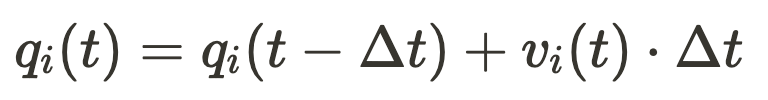 qᵢ(t) = qᵢ(t − Δt) + vᵢ(t) · Δt